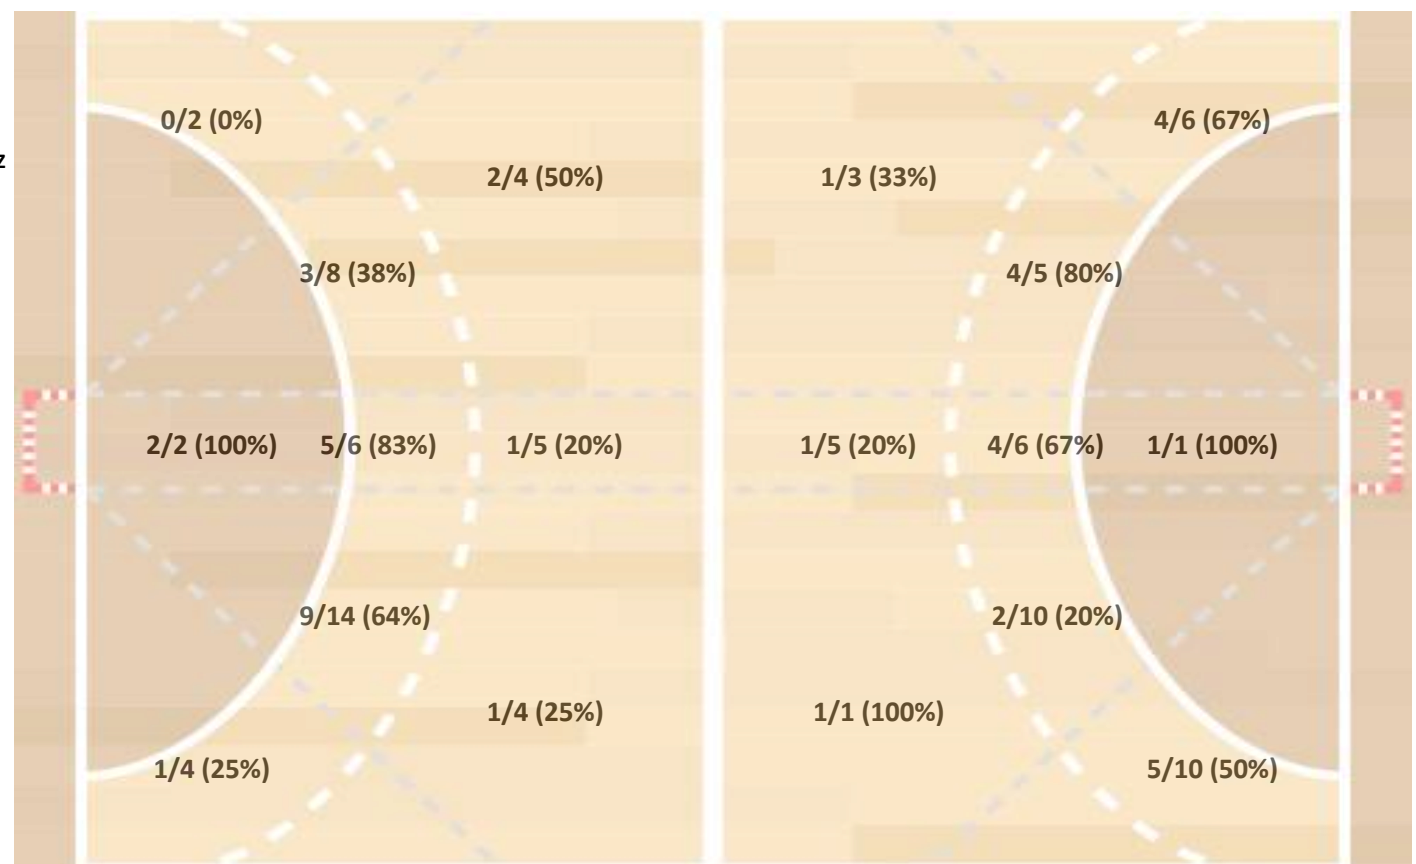 0/2 (0%) 4/6 (67%)
z
2/4 (50%) 1/3 (33%)
3/8 (38%) 4/5 (80%)
2/2 (100%) 5/6 (83%) 1/5 (20%) 1/5 (20%) 4/6 (67%) 1/1 (100%)
9/14 (64%) 2/10 (20%)
1/4 (25%) 1/1 (100%)
1/4 (25%) 5/10 (50%)